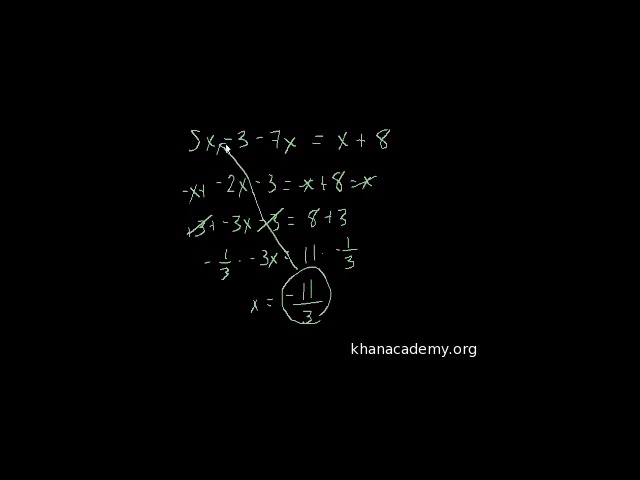 5x - 3 - 7x = x + 8
-x + -2x - 3 = x + 8 - x
+3 + -3x - 3 = 8 + 3
-1/3 · -3x = 11 · -1/3
x = -11/3
khanacademy.org